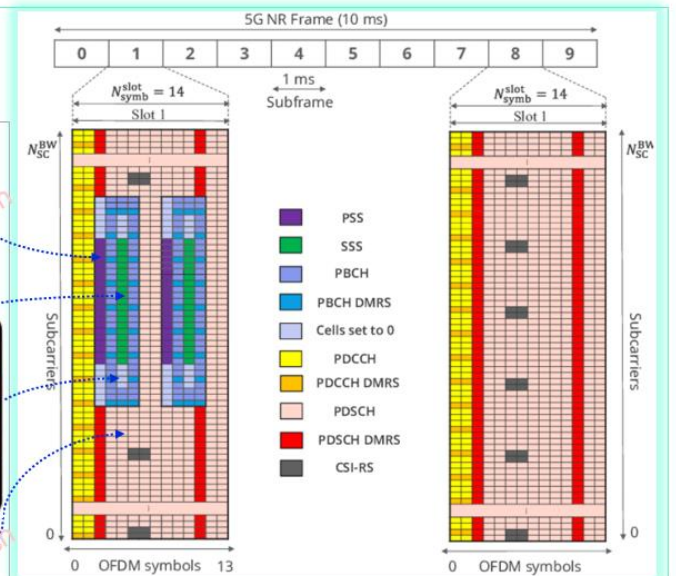 5G NR Frame (10 ms)
0 1 2 3 4 5 6 7 8 9
1 ms
Subframe
N_symb^slot = 14
Slot 1
N_SC^BW
Subcarriers
0
0 OFDM symbols 13
PSS
SSS
PBCH
PBCH DMRS
Cells set to 0
PDCCH
PDCCH DMRS
PDSCH
PDSCH DMRS
CSI-RS
N_symb^slot = 14
Slot 1
N_SC^BW
Subcarriers
0
0 OFDM symbols